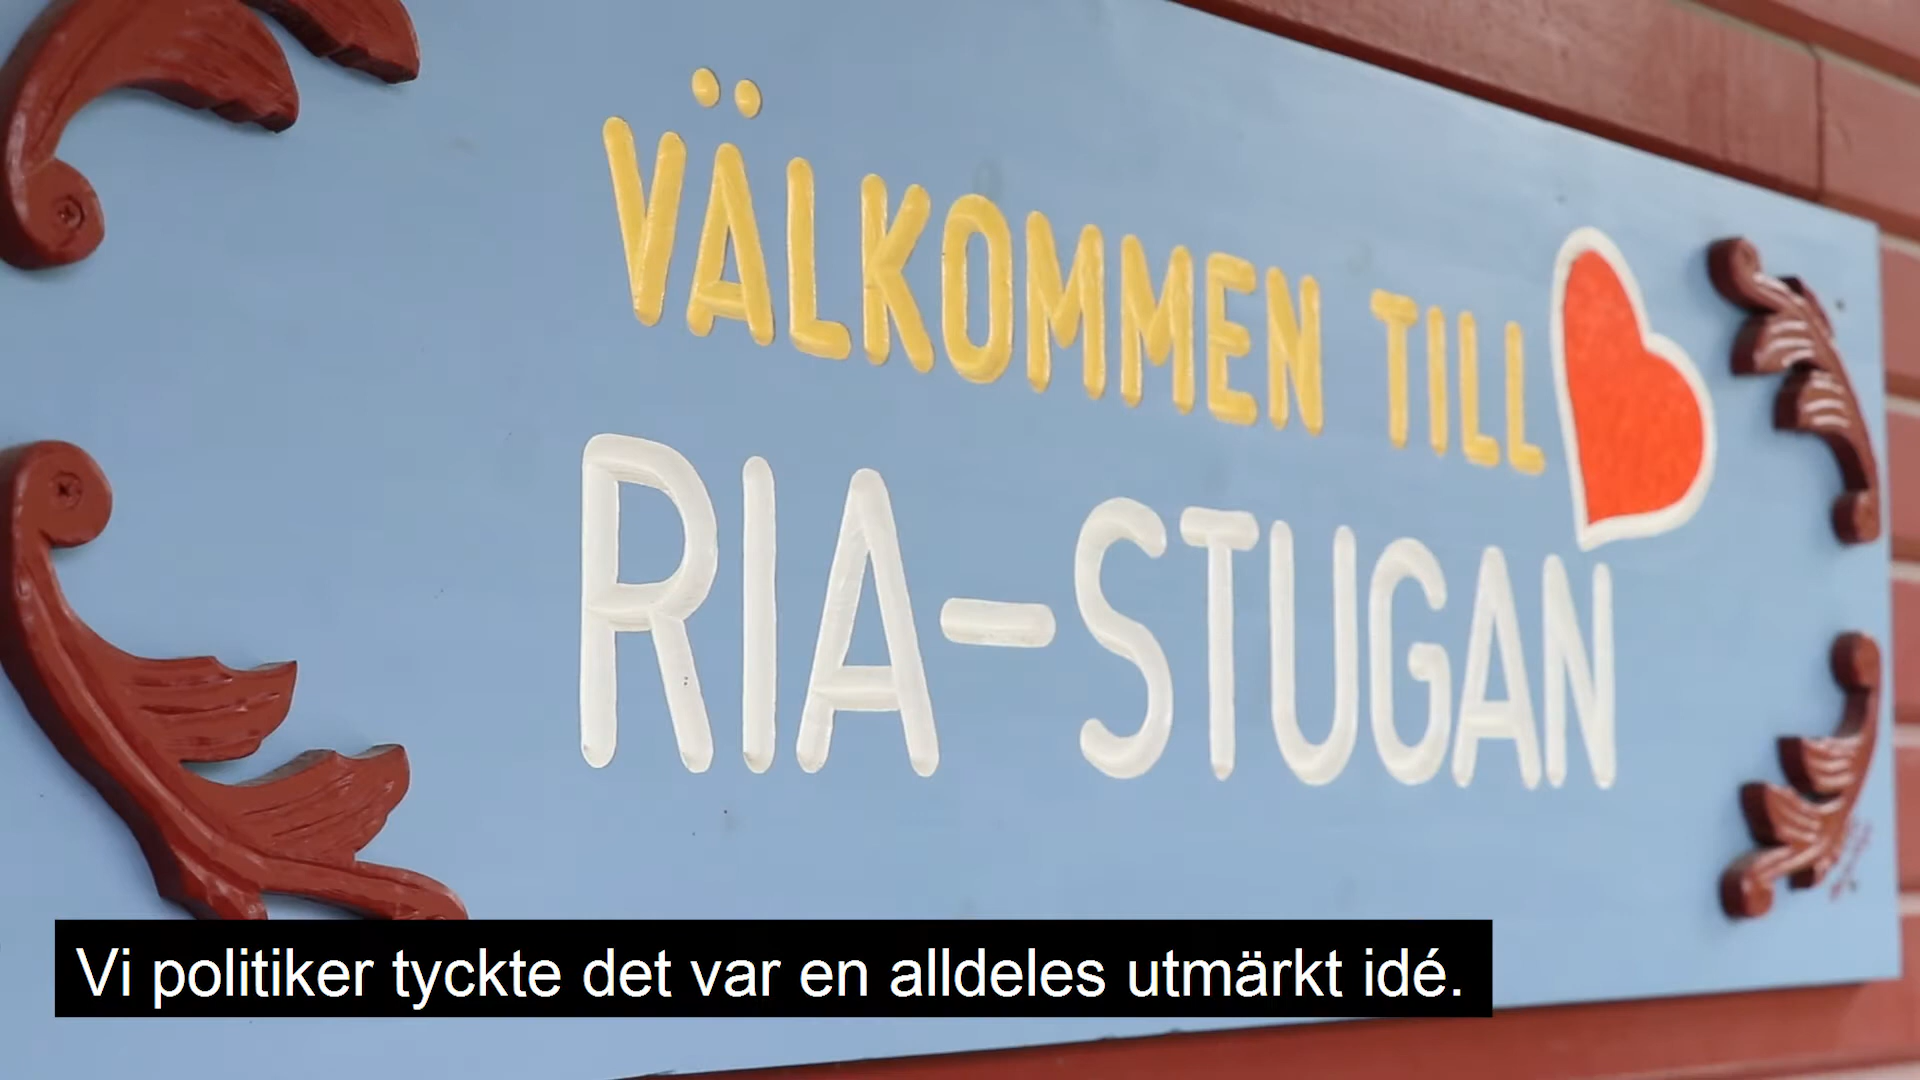 VÄLKOMMEN TILL
RIA-STUGAN
Vi politiker tyckte det var en alldeles utmärkt idé.